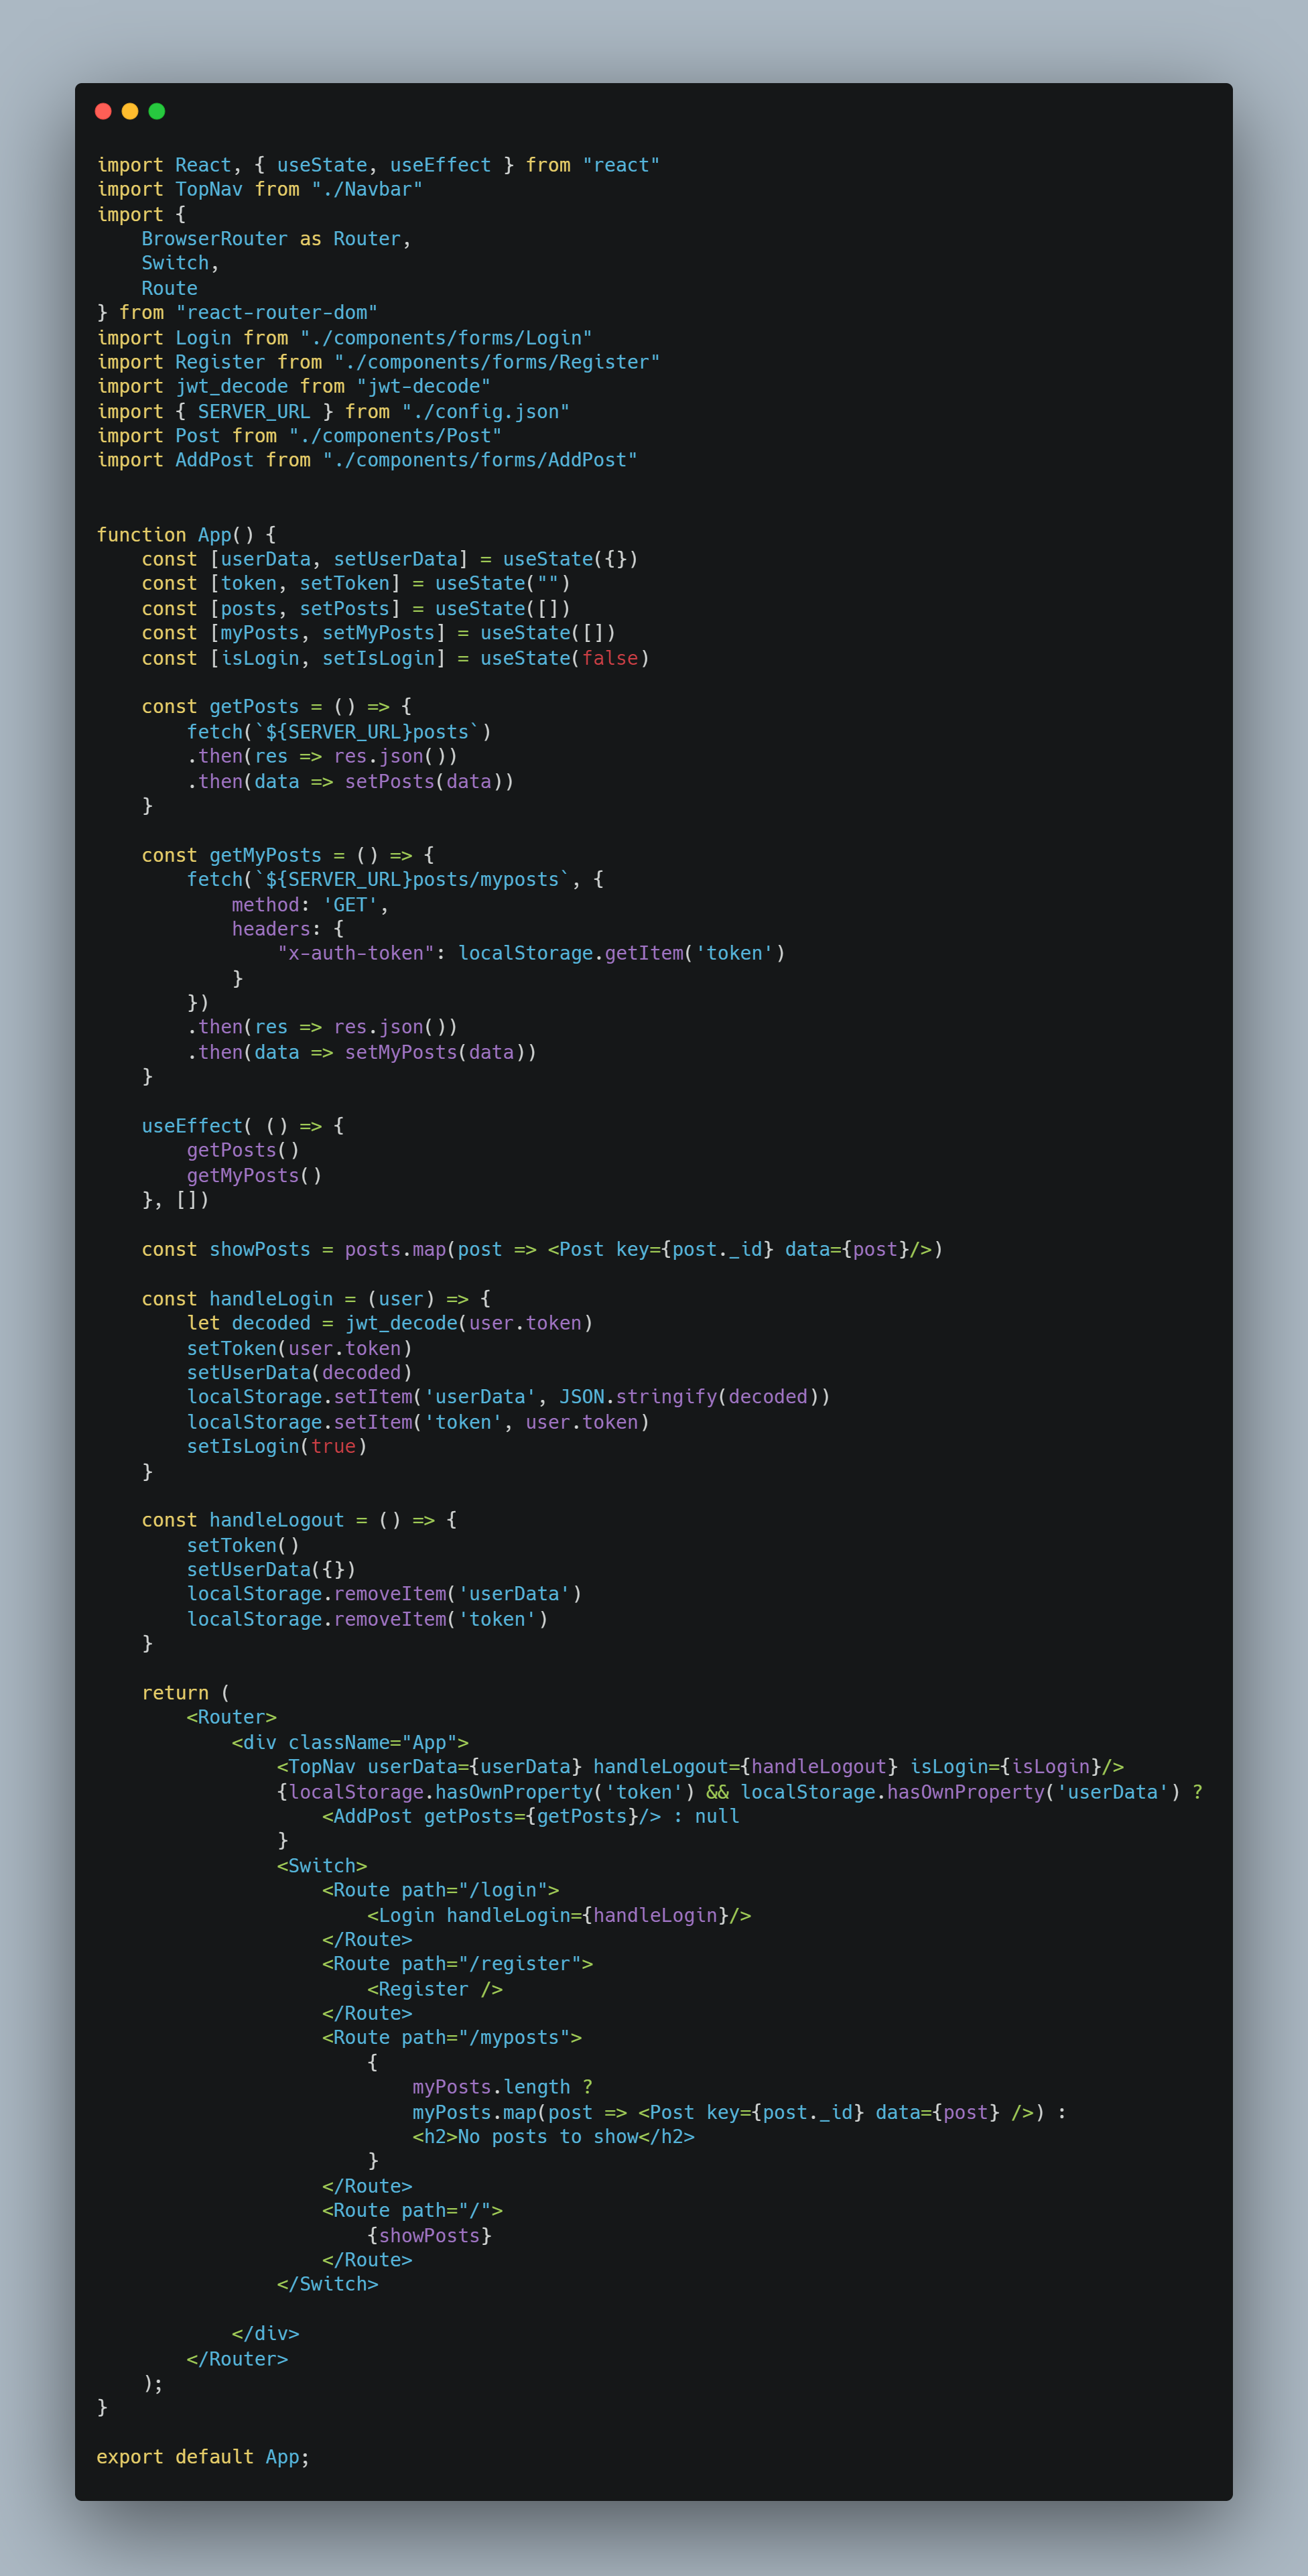 import React, { useState, useEffect } from "react"
import TopNav from "./Navbar"
import {
    BrowserRouter as Router,
    Switch,
    Route
} from "react-router-dom"
import Login from "./components/forms/Login"
import Register from "./components/forms/Register"
import jwt_decode from "jwt-decode"
import { SERVER_URL } from "./config.json"
import Post from "./components/Post"
import AddPost from "./components/forms/AddPost"


function App() {
    const [userData, setUserData] = useState({})
    const [token, setToken] = useState("")
    const [posts, setPosts] = useState([])
    const [myPosts, setMyPosts] = useState([])
    const [isLogin, setIsLogin] = useState(false)

    const getPosts = () => {
        fetch(`${SERVER_URL}posts`)
        .then(res => res.json())
        .then(data => setPosts(data))
    }

    const getMyPosts = () => {
        fetch(`${SERVER_URL}posts/myposts`, {
            method: 'GET',
            headers: {
                "x-auth-token": localStorage.getItem('token')
            }
        })
        .then(res => res.json())
        .then(data => setMyPosts(data))
    }

    useEffect( () => {
        getPosts()
        getMyPosts()
    }, [])

    const showPosts = posts.map(post => <Post key={post._id} data={post}/>)

    const handleLogin = (user) => {
        let decoded = jwt_decode(user.token)
        setToken(user.token)
        setUserData(decoded)
        localStorage.setItem('userData', JSON.stringify(decoded))
        localStorage.setItem('token', user.token)
        setIsLogin(true)
    }

    const handleLogout = () => {
        setToken()
        setUserData({})
        localStorage.removeItem('userData')
        localStorage.removeItem('token')
    }

    return (
        <Router>
            <div className="App">
                <TopNav userData={userData} handleLogout={handleLogout} isLogin={isLogin}/>
                {localStorage.hasOwnProperty('token') && localStorage.hasOwnProperty('userData') ?
                    <AddPost getPosts={getPosts}/> : null
                }
                <Switch>
                    <Route path="/login">
                        <Login handleLogin={handleLogin}/>
                    </Route>
                    <Route path="/register">
                        <Register />
                    </Route>
                    <Route path="/myposts">
                        {
                            myPosts.length ?
                            myPosts.map(post => <Post key={post._id} data={post} />) :
                            <h2>No posts to show</h2>
                        }
                    </Route>
                    <Route path="/">
                        {showPosts}
                    </Route>
                </Switch>

            </div>
        </Router>
    );
}

export default App;